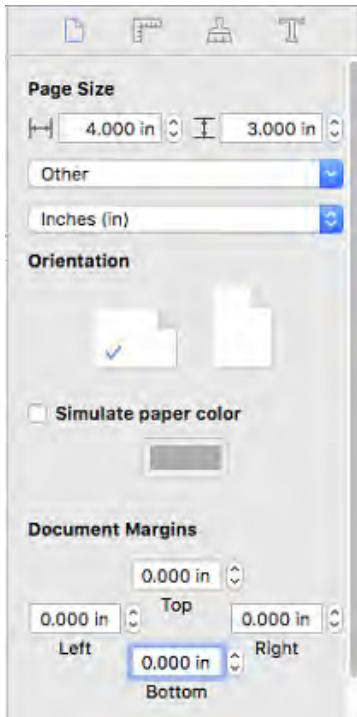 Page Size
4.000 in 3.000 in
Other
Inches (in)
Orientation
Simulate paper color
Document Margins
0.000 in
Top
0.000 in 0.000 in
Left Right
0.000 in
Bottom